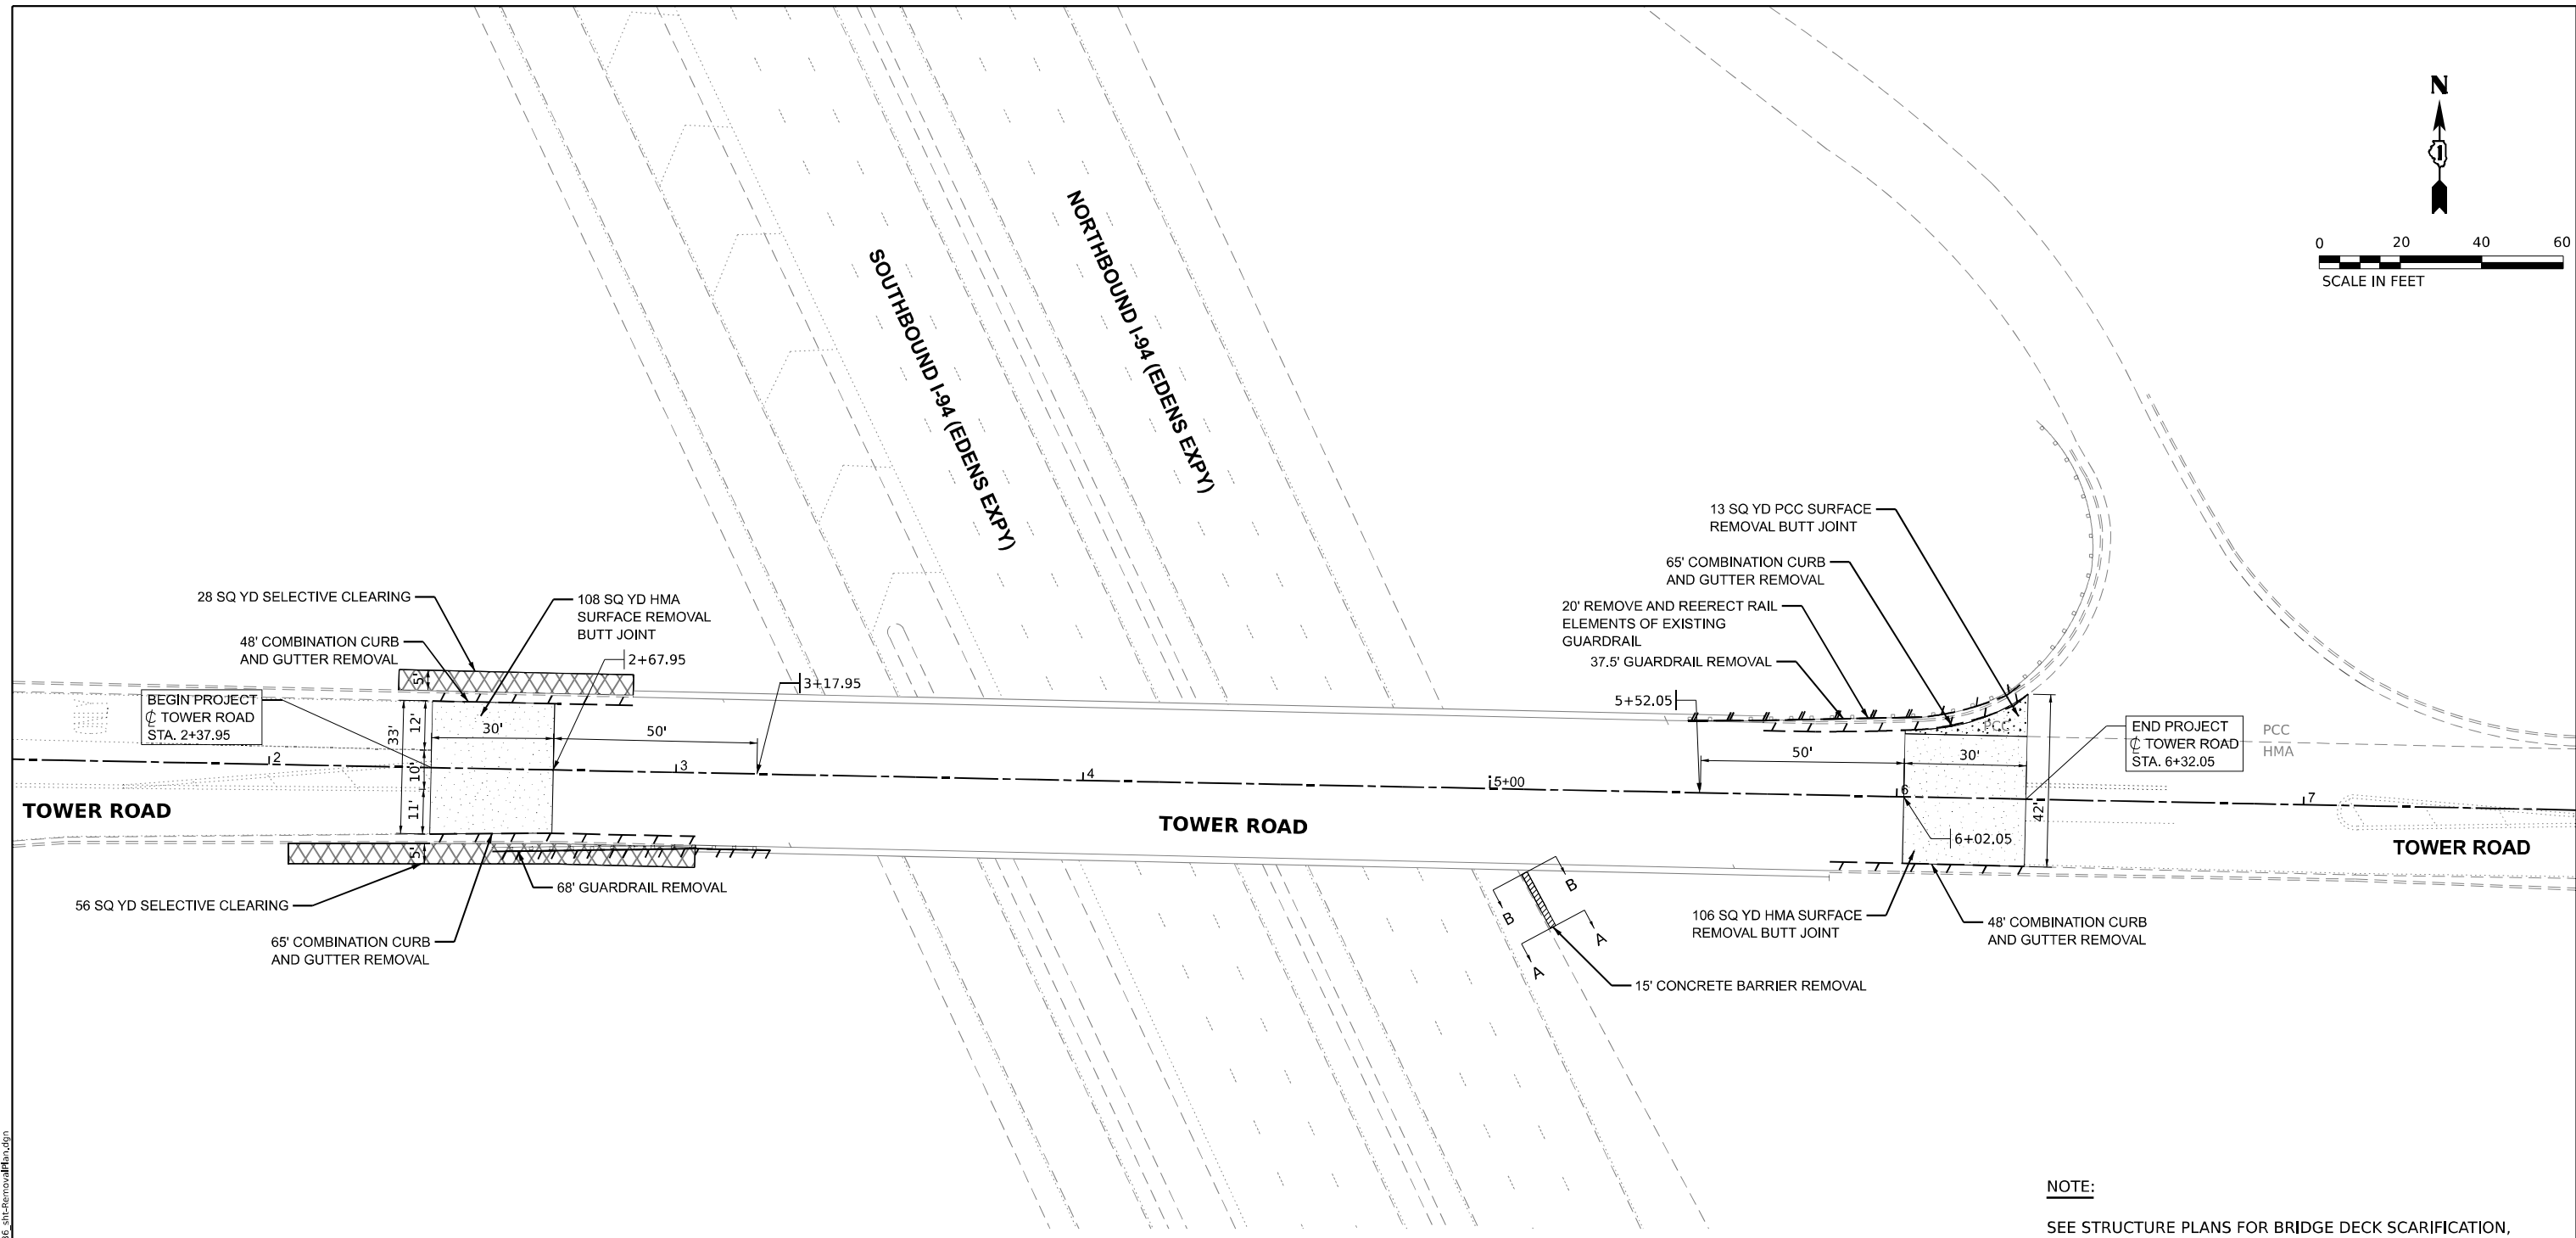 N
1
0 20 40 60
SCALE IN FEET
SOUTHBOUND I-94 (EDENS EXPY)
NORTHBOUND I-94 (EDENS EXPY)
13 SQ YD PCC SURFACE
REMOVAL BUTT JOINT
65' COMBINATION CURB
AND GUTTER REMOVAL
20' REMOVE AND REERECT RAIL
ELEMENTS OF EXISTING
GUARDRAIL
37.5' GUARDRAIL REMOVAL
5+52.05
28 SQ YD SELECTIVE CLEARING
108 SQ YD HMA
SURFACE REMOVAL
BUTT JOINT
48' COMBINATION CURB
AND GUTTER REMOVAL
2+67.95
3+17.95
BEGIN PROJECT
℄ TOWER ROAD
STA. 2+37.95
5'
33'
12'
10'
11'
30'
50'
5'
2
3
4
5+00
6
7
50'
30'
42'
PCC
END PROJECT
℄ TOWER ROAD
STA. 6+32.05
PCC
HMA
6+02.05
TOWER ROAD
TOWER ROAD
TOWER ROAD
68' GUARDRAIL REMOVAL
56 SQ YD SELECTIVE CLEARING
65' COMBINATION CURB
AND GUTTER REMOVAL
B
B
A
A
15' CONCRETE BARRIER REMOVAL
106 SQ YD HMA SURFACE
REMOVAL BUTT JOINT
48' COMBINATION CURB
AND GUTTER REMOVAL
NOTE:
SEE STRUCTURE PLANS FOR BRIDGE DECK SCARIFICATION,
sht-RemovalPlan.dgn